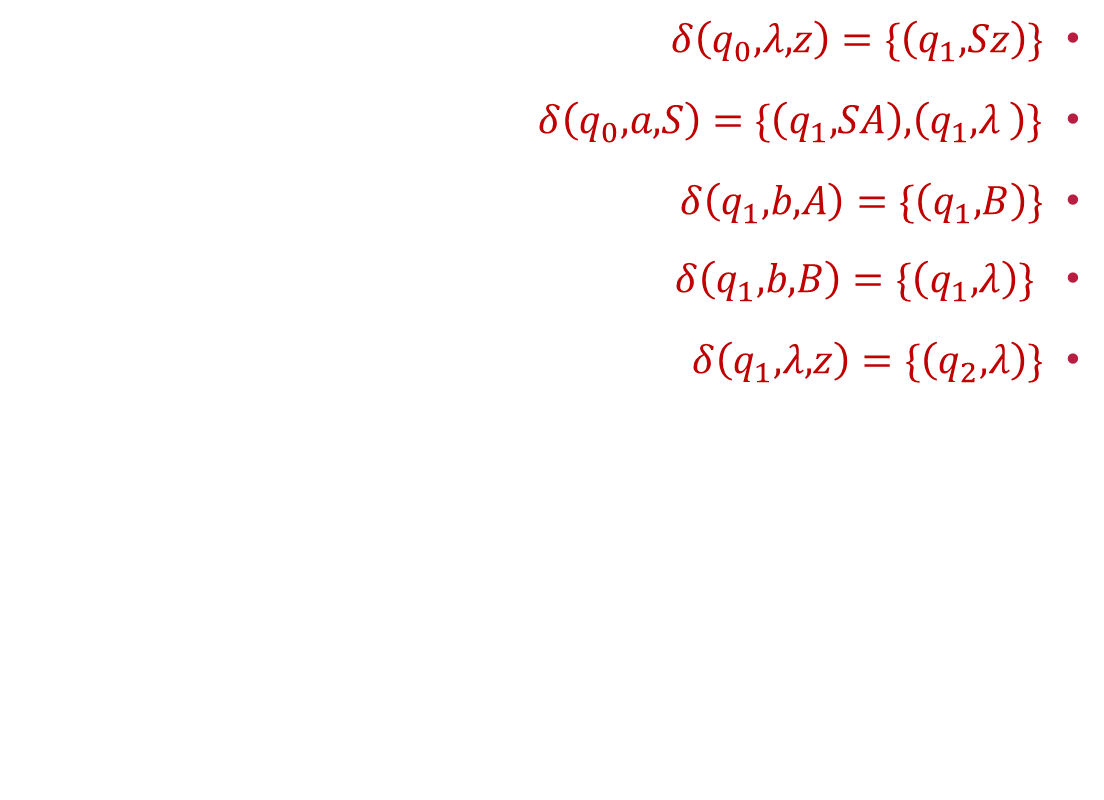 𝛿(𝑞₀,𝜆,𝑧) = {(𝑞₁,𝑆𝑧)} •
𝛿(𝑞₀,𝑎,𝑆) = {(𝑞₁,𝑆𝐴),(𝑞₁,𝜆 )} •
𝛿(𝑞₁,𝑏,𝐴) = {(𝑞₁,𝐵)} •
𝛿(𝑞₁,𝑏,𝐵) = {(𝑞₁,𝜆)} •
𝛿(𝑞₁,𝜆,𝑧) = {(𝑞₂,𝜆)} •